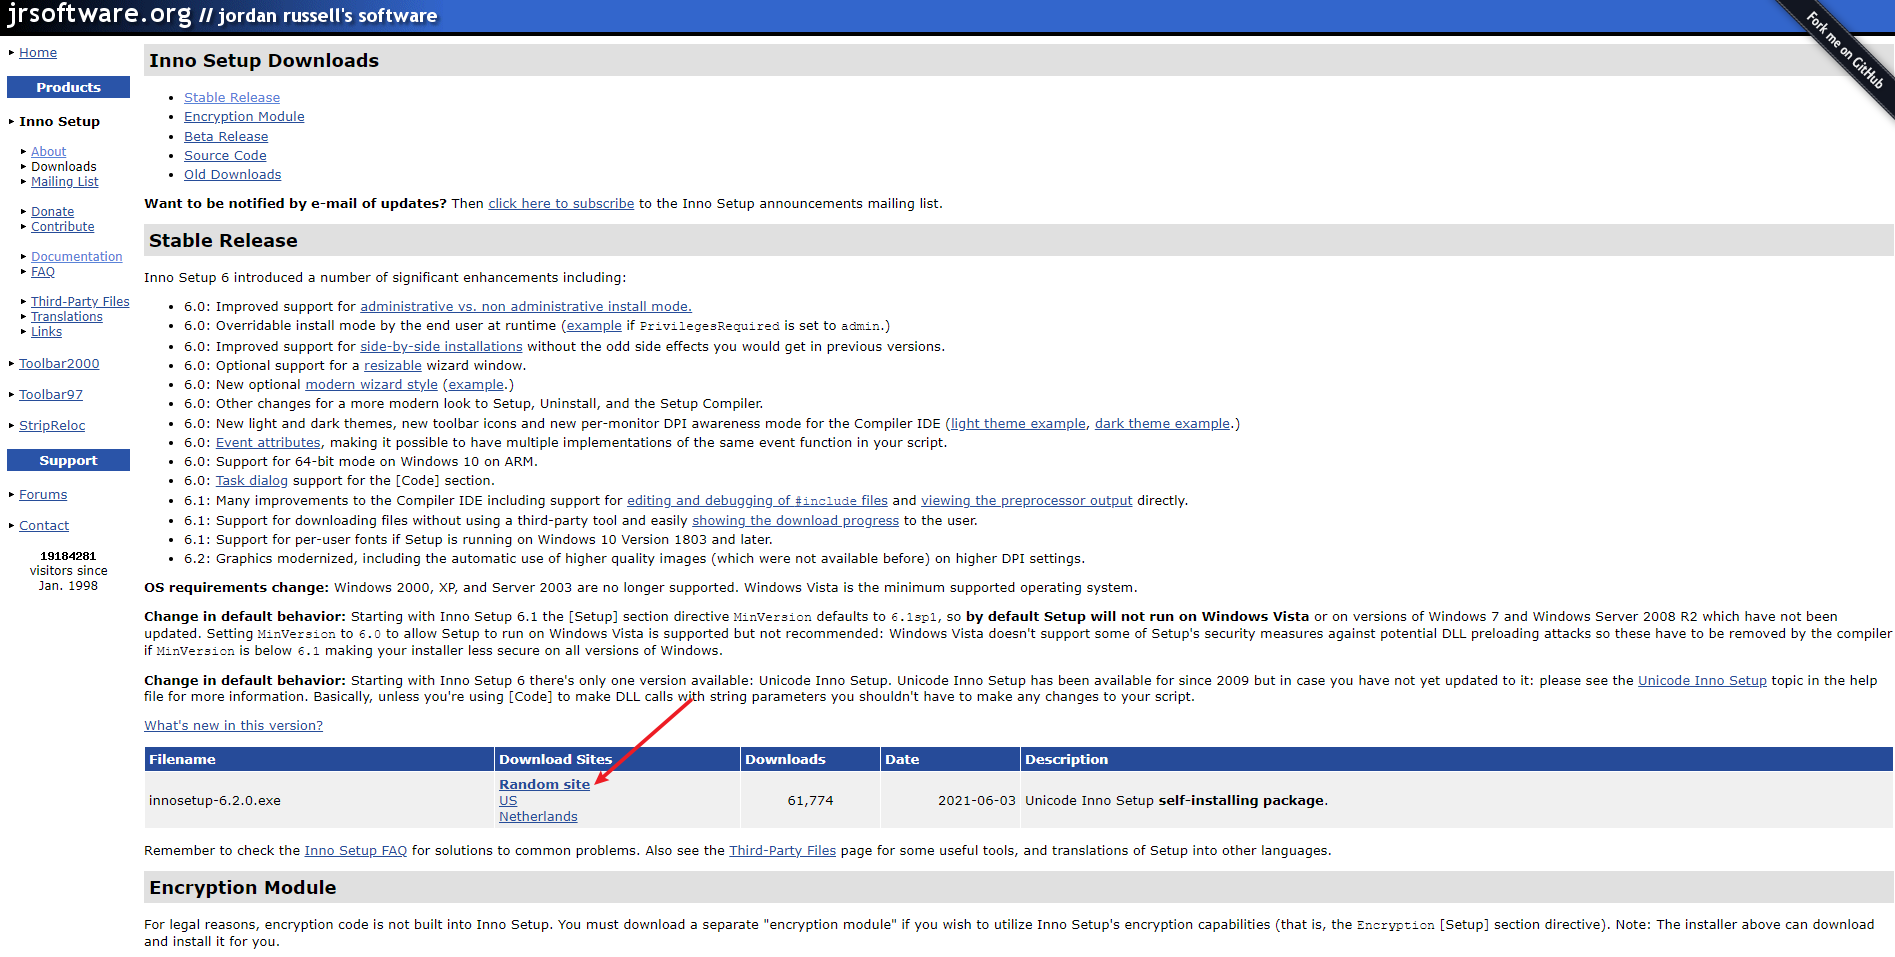 jrsoftware.org // jordan russell's software
Fork me on GitHub
Home
Products
Inno Setup
About
Downloads
Mailing List
Donate
Contribute
Documentation
FAQ
Third-Party Files
Translations
Links
Toolbar2000
Toolbar97
StripReloc
Support
Forums
Contact
19184281
visitors since
Jan. 1998
Inno Setup Downloads
Stable Release
Encryption Module
Beta Release
Source Code
Old Downloads
Want to be notified by e-mail of updates? Then click here to subscribe to the Inno Setup announcements mailing list.
Stable Release
Inno Setup 6 introduced a number of significant enhancements including:
6.0: Improved support for administrative vs. non administrative install mode.
6.0: Overridable install mode by the end user at runtime (example if PrivilegesRequired is set to admin.)
6.0: Improved support for side-by-side installations without the odd side effects you would get in previous versions.
6.0: Optional support for a resizable wizard window.
6.0: New optional modern wizard style (example.)
6.0: Other changes for a more modern look to Setup, Uninstall, and the Setup Compiler.
6.0: New light and dark themes, new toolbar icons and new per-monitor DPI awareness mode for the Compiler IDE (light theme example, dark theme example.)
6.0: Event attributes, making it possible to have multiple implementations of the same event function in your script.
6.0: Support for 64-bit mode on Windows 10 on ARM.
6.0: Task dialog support for the [Code] section.
6.1: Many improvements to the Compiler IDE including support for editing and debugging of #include files and viewing the preprocessor output directly.
6.1: Support for downloading files without using a third-party tool and easily showing the download progress to the user.
6.1: Support for per-user fonts if Setup is running on Windows 10 Version 1803 and later.
6.2: Graphics modernized, including the automatic use of higher quality images (which were not available before) on higher DPI settings.
OS requirements change: Windows 2000, XP, and Server 2003 are no longer supported. Windows Vista is the minimum supported operating system.
Change in default behavior: Starting with Inno Setup 6.1 the [Setup] section directive MinVersion defaults to 6.1sp1, so by default Setup will not run on Windows Vista or on versions of Windows 7 and Windows Server 2008 R2 which have not been
updated. Setting MinVersion to 6.0 to allow Setup to run on Windows Vista is supported but not recommended: Windows Vista doesn't support some of Setup's security measures against potential DLL preloading attacks so these have to be removed by the compiler
if MinVersion is below 6.1 making your installer less secure on all versions of Windows.
Change in default behavior: Starting with Inno Setup 6 there's only one version available: Unicode Inno Setup. Unicode Inno Setup has been available for since 2009 but in case you have not yet updated to it: please see the Unicode Inno Setup topic in the help
file for more information. Basically, unless you're using [Code] to make DLL calls with string parameters you shouldn't have to make any changes to your script.
What's new in this version?
Filename Download Sites Downloads Date Description
Random site
innosetup-6.2.0.exe US 61,774 2021-06-03 Unicode Inno Setup self-installing package.
Netherlands
Remember to check the Inno Setup FAQ for solutions to common problems. Also see the Third-Party Files page for some useful tools, and translations of Setup into other languages.
Encryption Module
For legal reasons, encryption code is not built into Inno Setup. You must download a separate "encryption module" if you wish to utilize Inno Setup's encryption capabilities (that is, the Encryption [Setup] section directive). Note: The installer above can download
and install it for you.